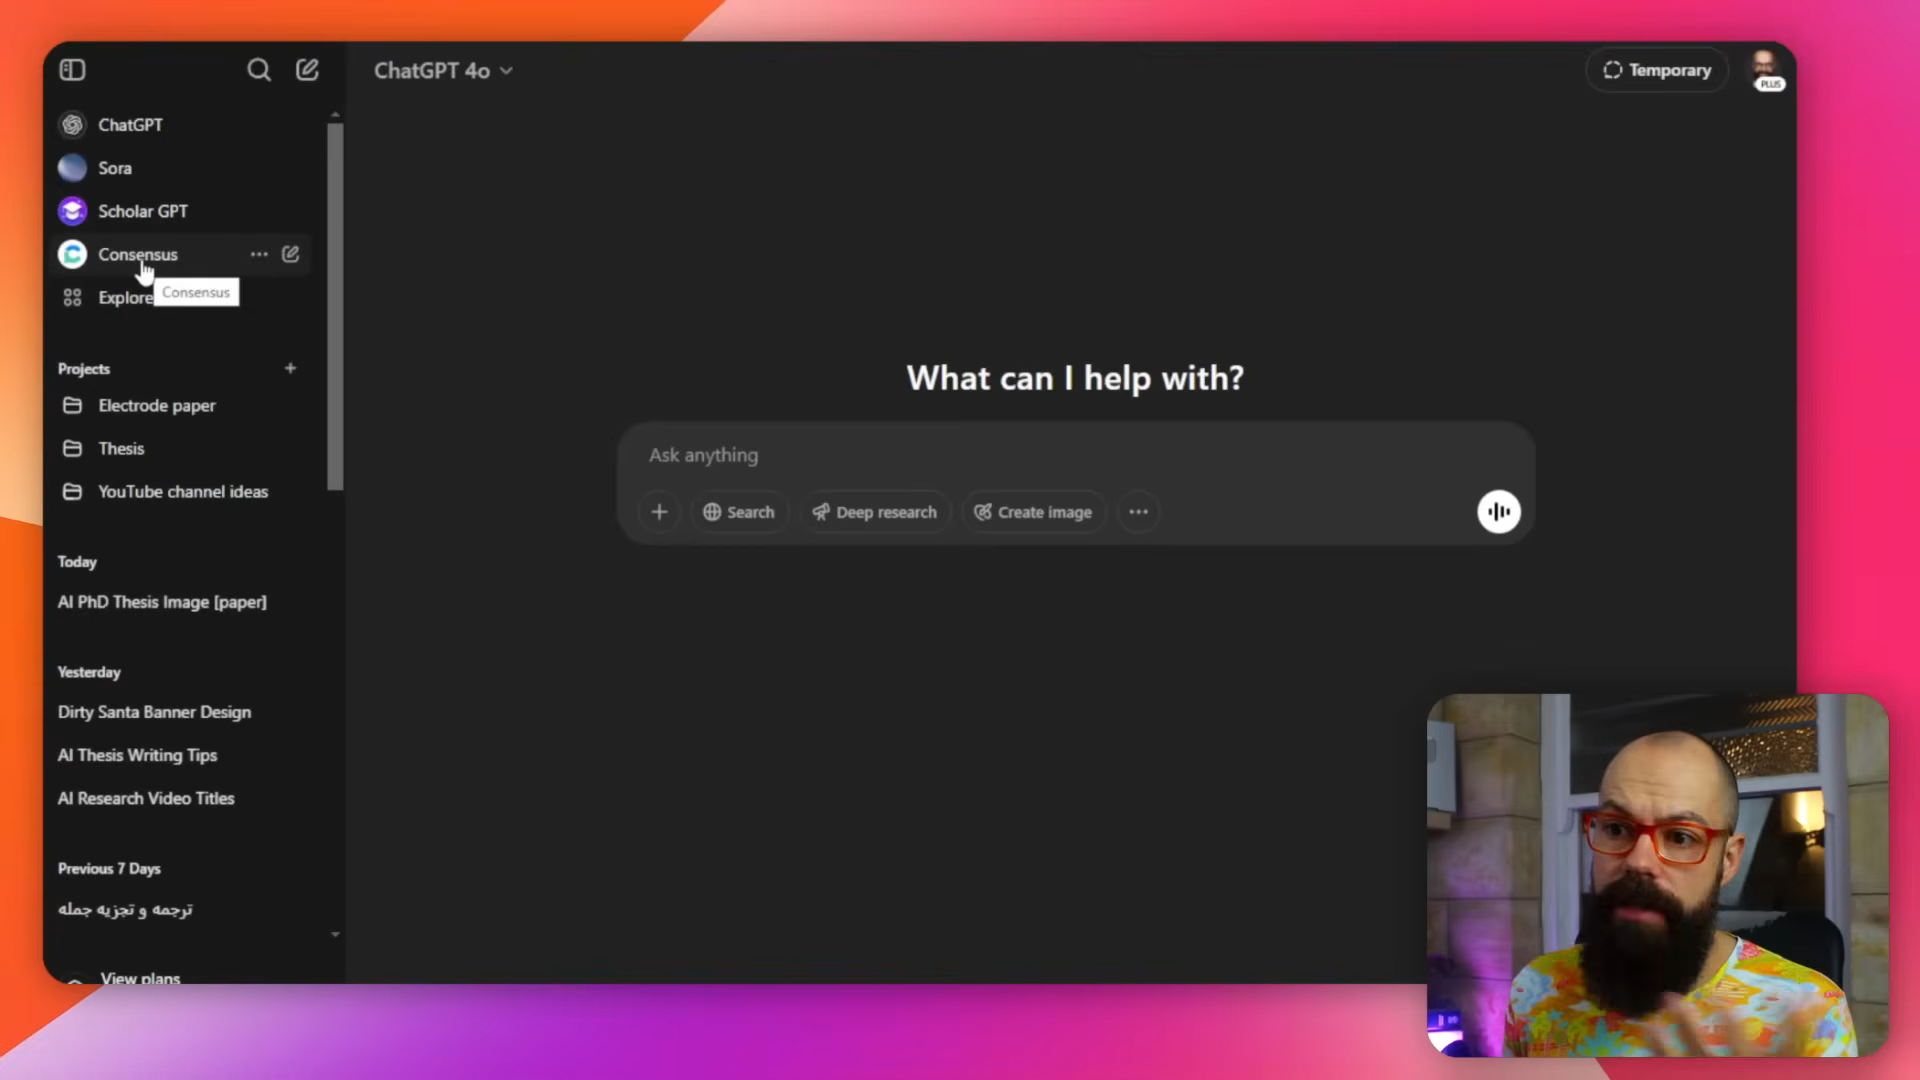 ChatGPT 4o
Temporary
PLUS
ChatGPT
Sora
Scholar GPT
Consensus
Explore
Consensus
Projects
Electrode paper
Thesis
YouTube channel ideas
Today
AI PhD Thesis Image [paper]
Yesterday
Dirty Santa Banner Design
AI Thesis Writing Tips
AI Research Video Titles
Previous 7 Days
ترجمه و تجزیه جمله
View plans
What can I help with?
Ask anything
Search
Deep research
Create image